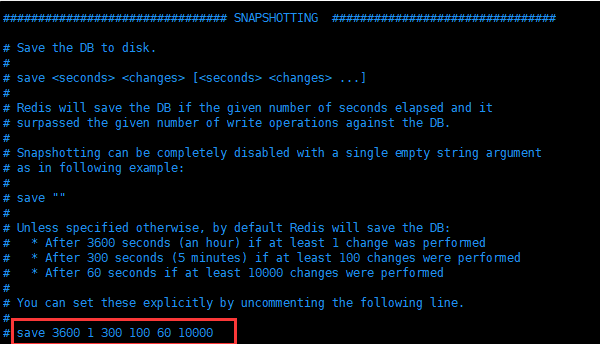 ################################ SNAPSHOTTING  ################################

# Save the DB to disk.
#
# save <seconds> <changes> [<seconds> <changes> ...]
#
# Redis will save the DB if the given number of seconds elapsed and it
# surpassed the given number of write operations against the DB.
#
# Snapshotting can be completely disabled with a single empty string argument
# as in following example:
#
# save ""
#
# Unless specified otherwise, by default Redis will save the DB:
#   * After 3600 seconds (an hour) if at least 1 change was performed
#   * After 300 seconds (5 minutes) if at least 100 changes were performed
#   * After 60 seconds if at least 10000 changes were performed
#
# You can set these explicitly by uncommenting the following line.
#
# save 3600 1 300 100 60 10000